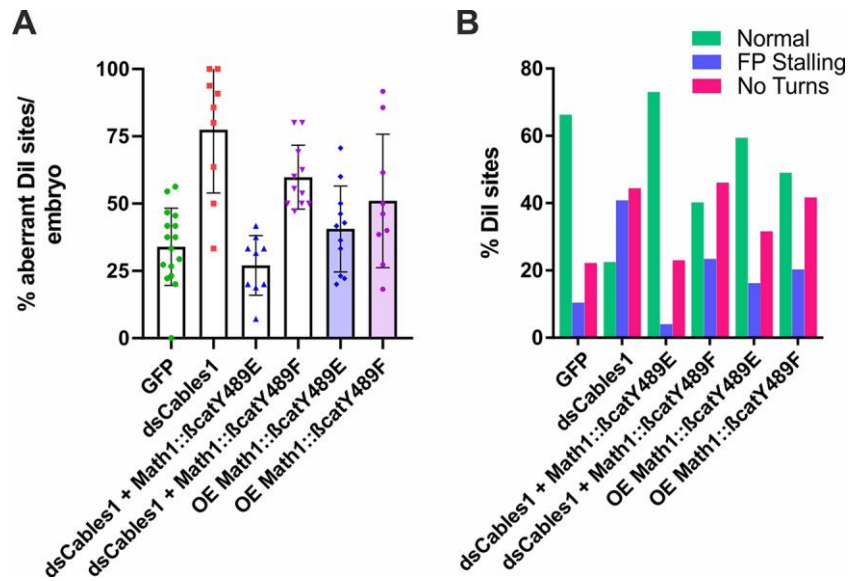 A
% aberrant DiI sites/
embryo
100
75
50
25
0
GFP
dsCables1
dsCables1 + Math1::ßcatY489E
dsCables1 + Math1::ßcatY489F
OE Math1::ßcatY489E
OE Math1::ßcatY489F
B
Normal
FP Stalling
No Turns
% DiI sites
80
60
40
20
0
GFP
dsCables1
dsCables1 + Math1::ßcatY489E
dsCables1 + Math1::ßcatY489F
OE Math1::ßcatY489E
OE Math1::ßcatY489F